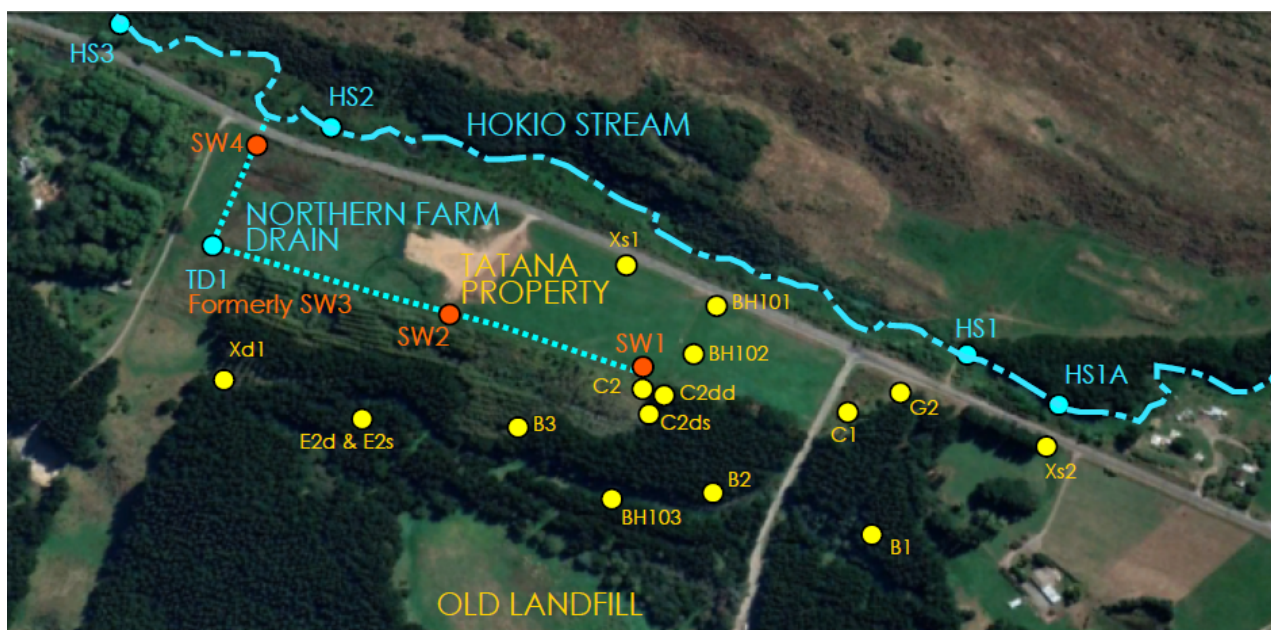 HS3
HS2
HOKIO STREAM
SW4
NORTHERN FARM
DRAIN
Xs1
TATANA
PROPERTY
TD1
Formerly SW3
BH101
SW2
HS1
SW1
BH102
Xd1
C2
C2dd
HS1A
G2
C2ds
C1
E2d & E2s
B3
Xs2
B2
BH103
B1
OLD LANDFILL